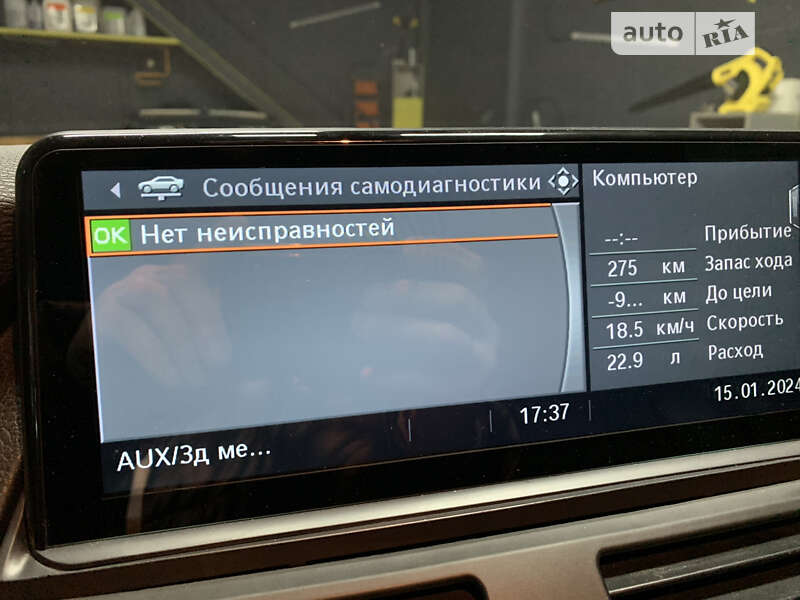 auto RIA
Сообщения самодиагностики
OK Нет неисправностей
Компьютер
--:-- Прибытие
275 км Запас хода
-9... км До цели
18.5 км/ч Скорость
22.9 л Расход
15.01.2024
17:37
AUX/Зд ме...